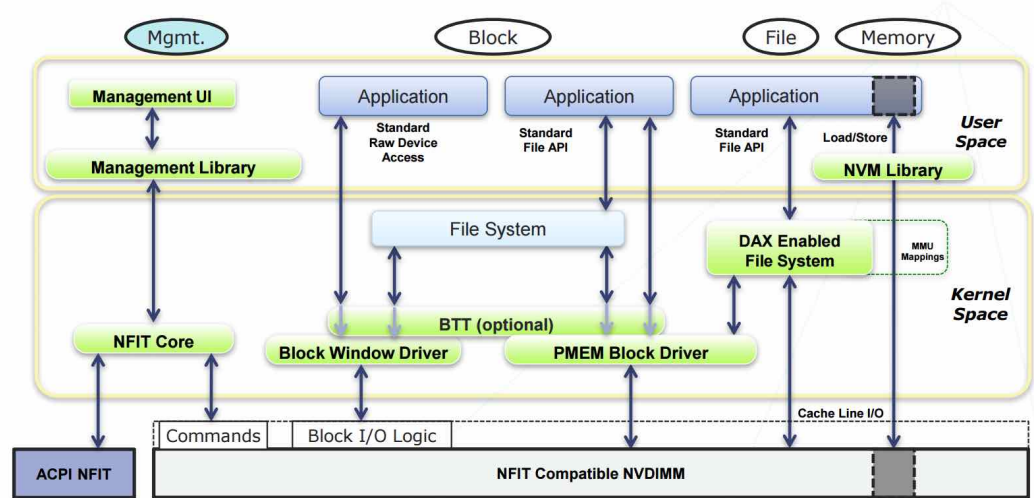 Mgmt.
Block
File
Memory
Management UI
Application
Application
Application
Standard
Raw Device
Access
Standard
File API
Standard
File API
Load/Store
User
Space
Management Library
NVM Library
File System
DAX Enabled
File System
MMU
Mappings
Kernel
Space
BTT (optional)
NFIT Core
Block Window Driver
PMEM Block Driver
Cache Line I/O
Commands
Block I/O Logic
ACPI NFIT
NFIT Compatible NVDIMM